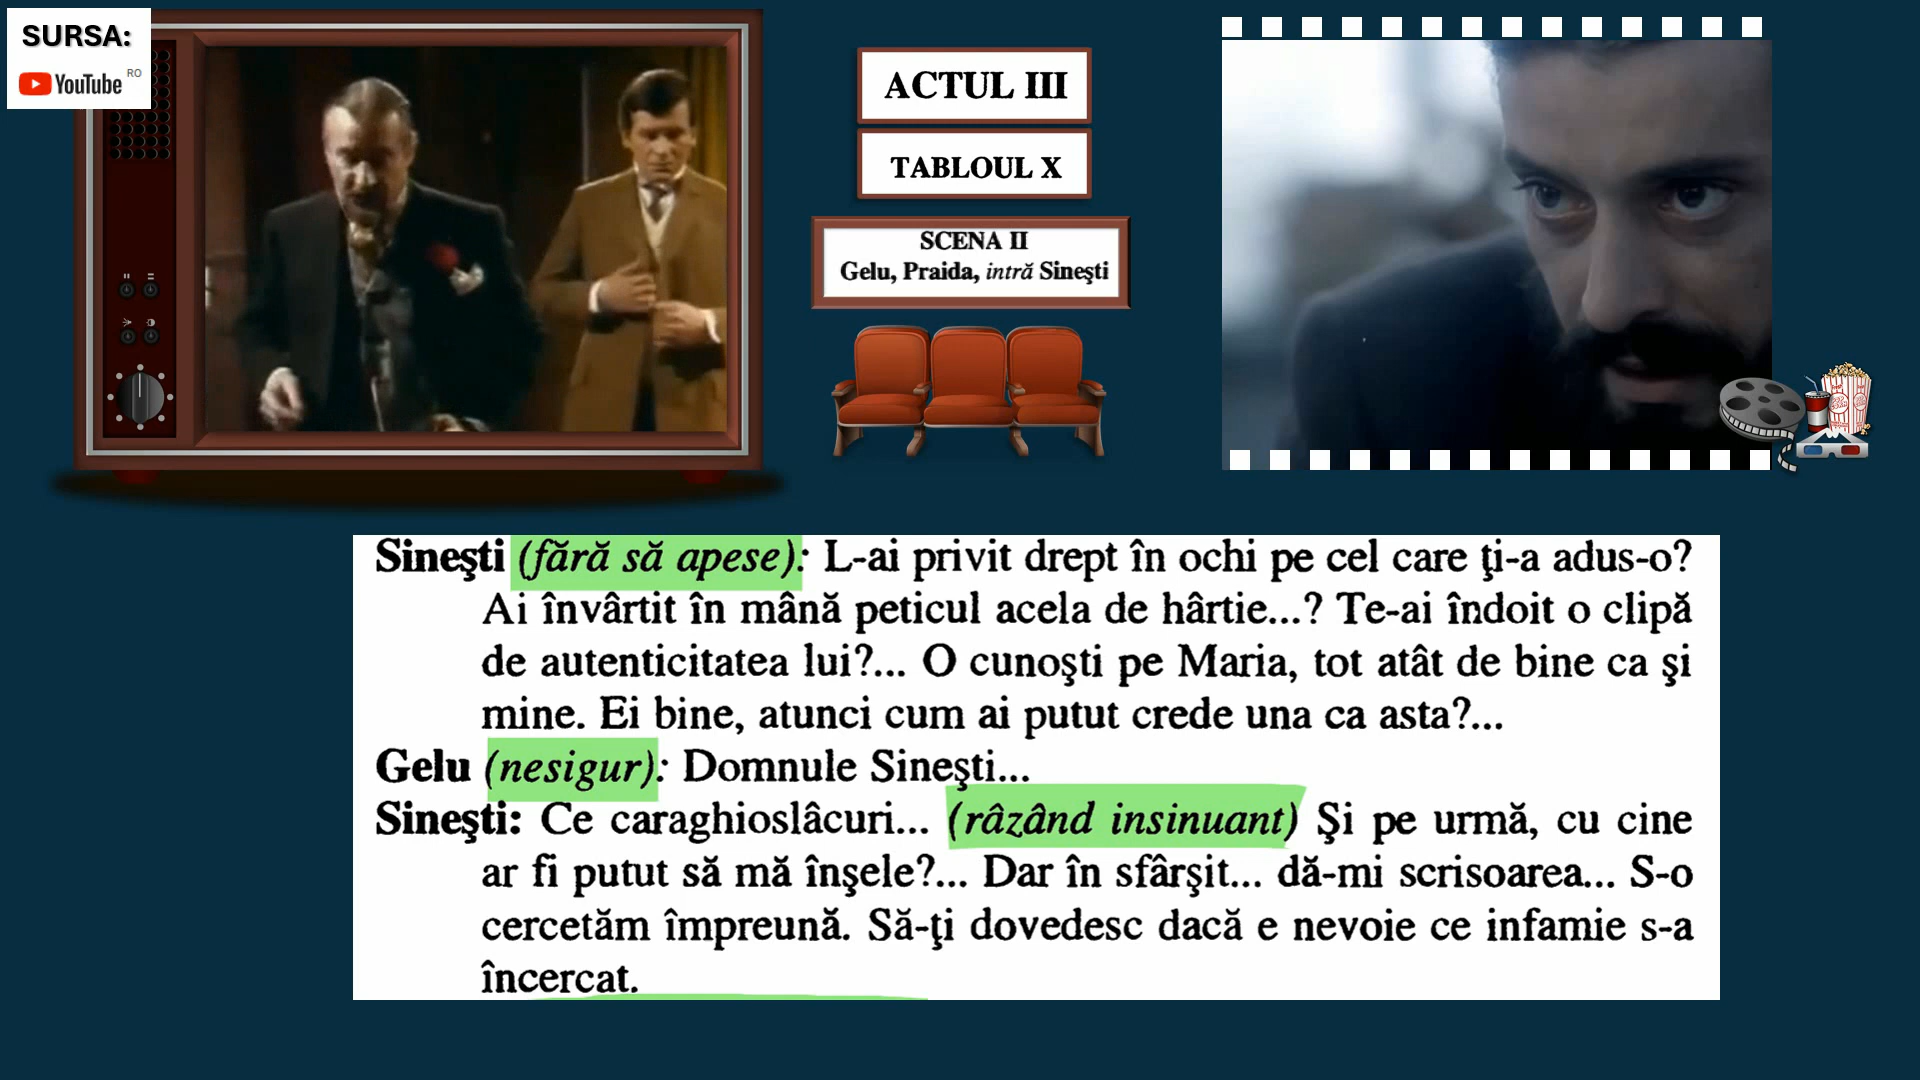 SURSA:
YouTube RO
ACTUL III
TABLOUL X
SCENA II
Gelu, Praida, intră Sineşti
Sineşti (fără să apese): L-ai privit drept în ochi pe cel care ţi-a adus-o?
Ai învârtit în mână peticul acela de hârtie...? Te-ai îndoit o clipă
de autenticitatea lui?... O cunoşti pe Maria, tot atât de bine ca şi
mine. Ei bine, atunci cum ai putut crede una ca asta?...
Gelu (nesigur): Domnule Sineşti...
Sineşti: Ce caraghioslâcuri... (râzând insinuant) Şi pe urmă, cu cine
ar fi putut să mă înşele?... Dar în sfârşit... dă-mi scrisoarea... S-o
cercetăm împreună. Să-ţi dovedesc dacă e nevoie ce infamie s-a
încercat.